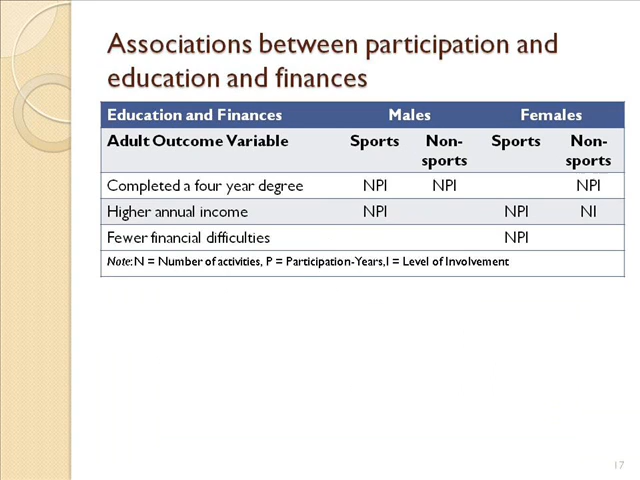 Associations between participation and
education and finances
Education and Finances Males Females
Adult Outcome Variable Sports Non-sports Sports Non-sports
Completed a four year degree NPI NPI NPI
Higher annual income NPI NPI NI
Fewer financial difficulties NPI
Note: N = Number of activities, P = Participation-Years, I = Level of Involvement
17